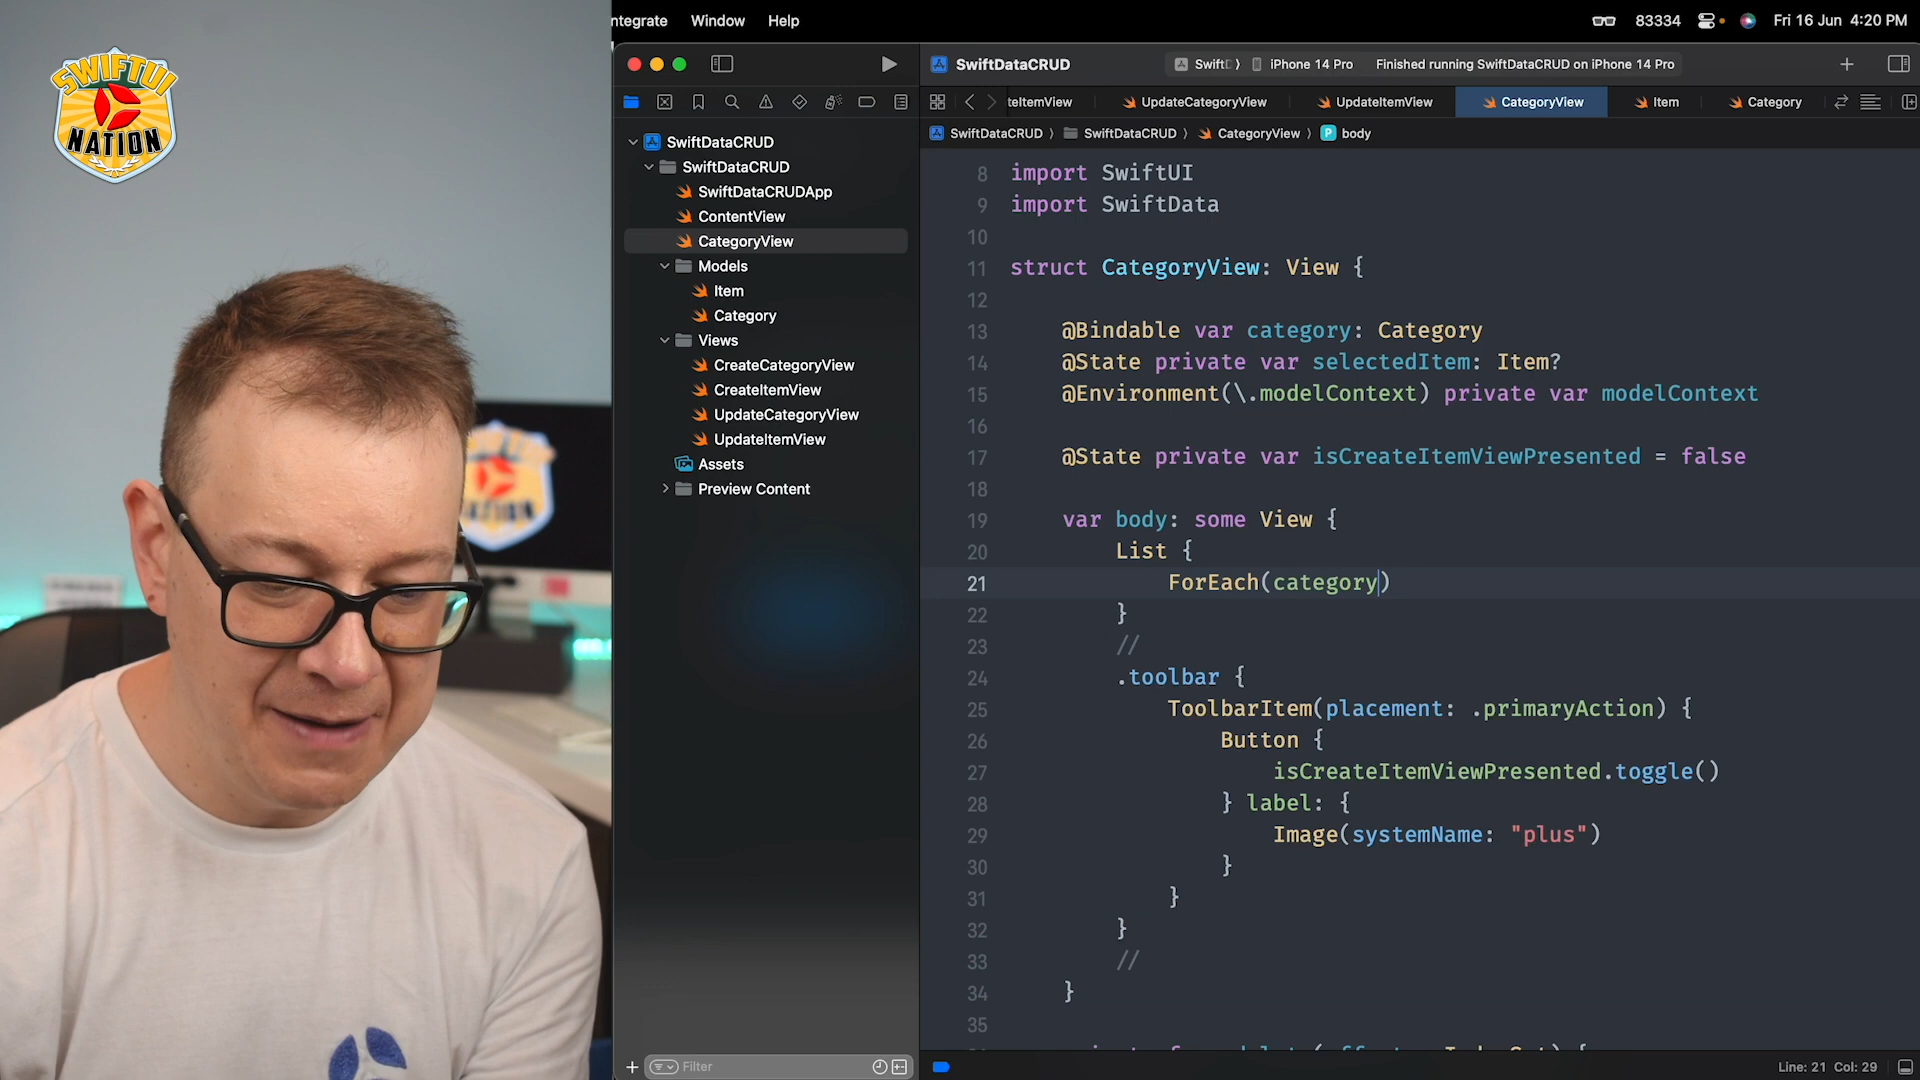 SWIFTUI
NATION
ntegrate Window Help
83334 Fri 16 Jun 4:20 PM
SwiftDataCRUD
SwiftD iPhone 14 Pro Finished running SwiftDataCRUD on iPhone 14 Pro
teItemView UpdateCategoryView UpdateItemView CategoryView Item Category
SwiftDataCRUD SwiftDataCRUD CategoryView P body
SwiftDataCRUD
SwiftDataCRUD
SwiftDataCRUDApp
ContentView
CategoryView
Models
Item
Category
Views
CreateCategoryView
CreateItemView
UpdateCategoryView
UpdateItemView
Assets
Preview Content
Filter
8 import SwiftUI
9 import SwiftData
10
11 struct CategoryView: View {
12
13 @Bindable var category: Category
14 @State private var selectedItem: Item?
15 @Environment(\.modelContext) private var modelContext
16
17 @State private var isCreateItemViewPresented = false
18
19 var body: some View {
20 List {
21 ForEach(category)
22 }
23 //
24 .toolbar {
25 ToolbarItem(placement: .primaryAction) {
26 Button {
27 isCreateItemViewPresented.toggle()
28 } label: {
29 Image(systemName: "plus")
30 }
31 }
32 }
33 //
34 }
35
Line: 21 Col: 29